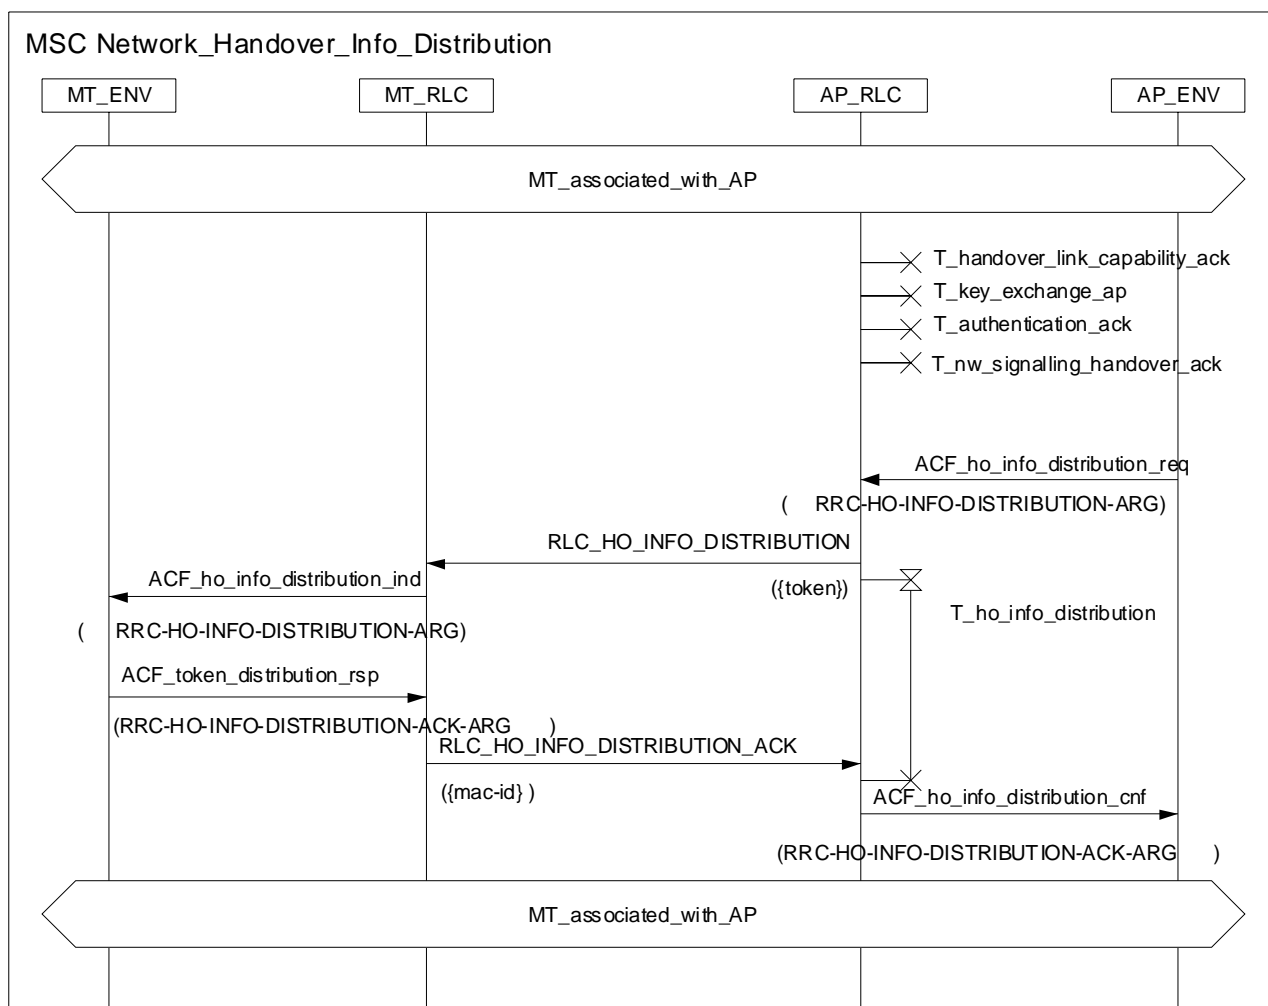 MSC Network_Handover_Info_Distribution
MT_ENV
MT_RLC
AP_RLC
AP_ENV
MT_associated_with_AP
T_handover_link_capability_ack
T_key_exchange_ap
T_authentication_ack
T_nw_signalling_handover_ack
ACF_ho_info_distribution_req
( RRC-HO-INFO-DISTRIBUTION-ARG)
RLC_HO_INFO_DISTRIBUTION
({token})
ACF_ho_info_distribution_ind
( RRC-HO-INFO-DISTRIBUTION-ARG)
T_ho_info_distribution
ACF_token_distribution_rsp
(RRC-HO-INFO-DISTRIBUTION-ACK-ARG )
RLC_HO_INFO_DISTRIBUTION_ACK
({mac-id} )
ACF_ho_info_distribution_cnf
(RRC-HO-INFO-DISTRIBUTION-ACK-ARG )
MT_associated_with_AP